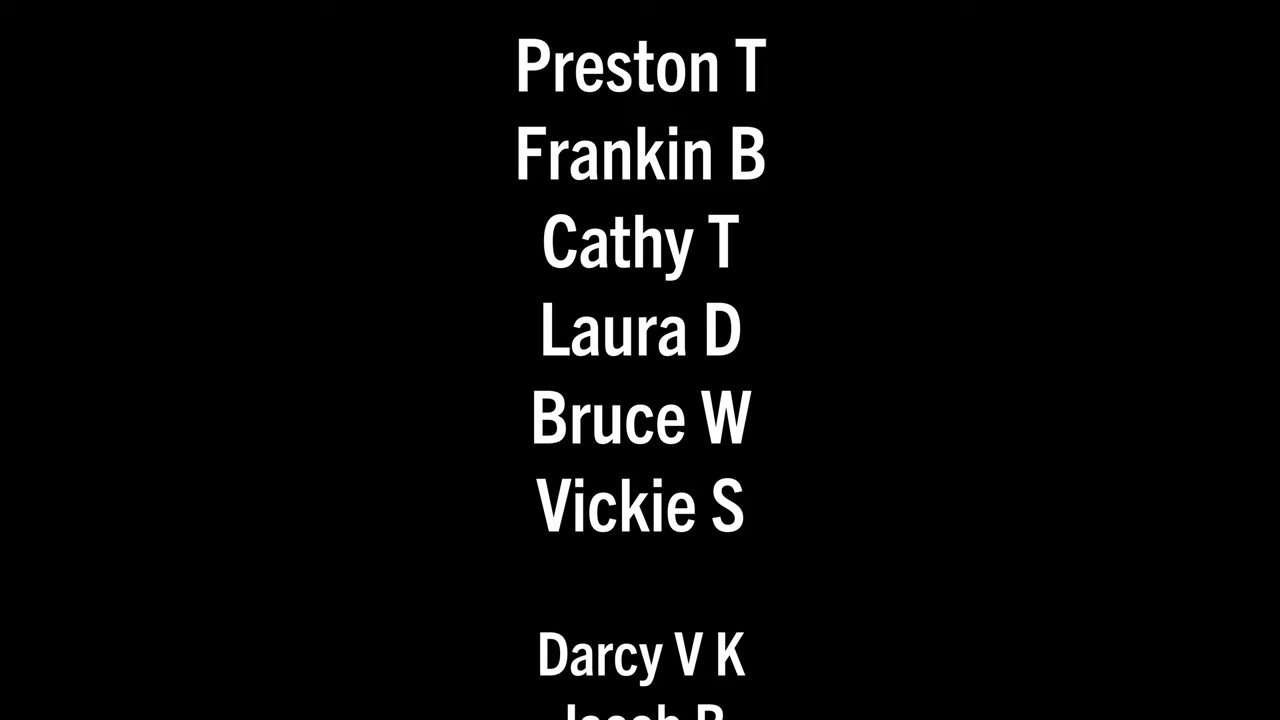 Preston T
Frankin B
Cathy T
Laura D
Bruce W
Vickie S
Darcy V K